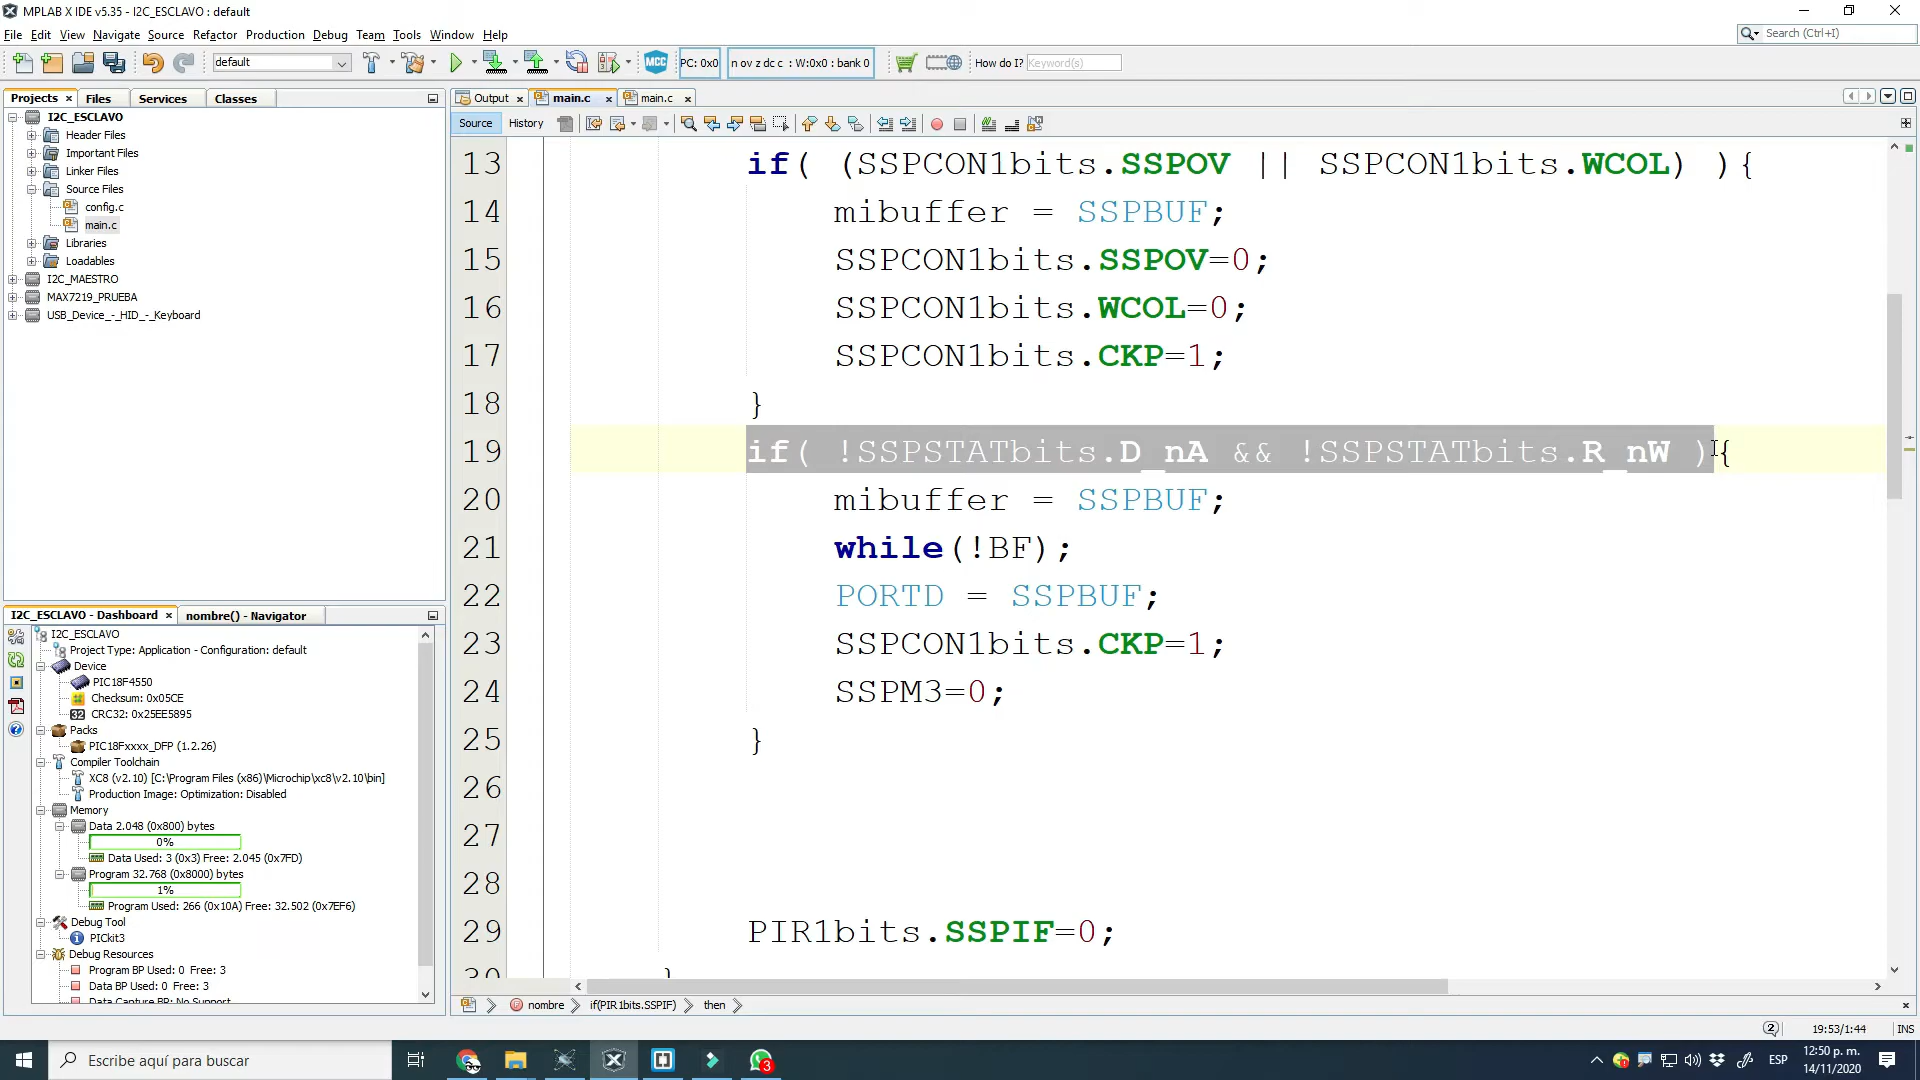 MPLAB X IDE v5.35 - I2C_ESCLAVO : default
File Edit View Navigate Source Refactor Production Debug Team Tools Window Help
Search (Ctrl+I)
default
MCC
PC: 0x0
n ov z dc c : W:0x0 : bank 0
How do I? Keyword(s)
Projects Files Services Classes
Output main.c main.c
Source History
I2C_ESCLAVO
Header Files
Important Files
Linker Files
Source Files
config.c
main.c
Libraries
Loadables
I2C_MAESTRO
MAX7219_PRUEBA
USB_Device_-_HID_-_Keyboard
13 if( (SSPCON1bits.SSPOV || SSPCON1bits.WCOL) ){
14 mibuffer = SSPBUF;
15 SSPCON1bits.SSPOV=0;
16 SSPCON1bits.WCOL=0;
17 SSPCON1bits.CKP=1;
18 }
19 if( !SSPSTATbits.D_nA && !SSPSTATbits.R_nW ){
20 mibuffer = SSPBUF;
21 while(!BF);
22 PORTD = SSPBUF;
23 SSPCON1bits.CKP=1;
24 SSPM3=0;
25 }
26
27
28
29 PIR1bits.SSPIF=0;
30 }
nombre if(PIR1bits.SSPIF) then
I2C_ESCLAVO - Dashboard nombre() - Navigator
I2C_ESCLAVO
Project Type: Application - Configuration: default
Device
PIC18F4550
Checksum: 0x05CE
32 CRC32: 0x25EE5895
Packs
PIC18Fxxxx_DFP (1.2.26)
Compiler Toolchain
XC8 (v2.10) [C:\Program Files (x86)\Microchip\xc8\v2.10\bin]
Production Image: Optimization: Disabled
Memory
Data 2.048 (0x800) bytes
0%
Data Used: 3 (0x3) Free: 2.045 (0x7FD)
Program 32.768 (0x8000) bytes
1%
Program Used: 266 (0x10A) Free: 32.502 (0x7EF6)
Debug Tool
PICkit3
Debug Resources
Program BP Used: 0 Free: 3
Data BP Used: 0 Free: 3
Data Capture BP: No Support
2 19:53/1:44 INS
Escribe aquí para buscar
3
ESP
12:50 p. m.
14/11/2020